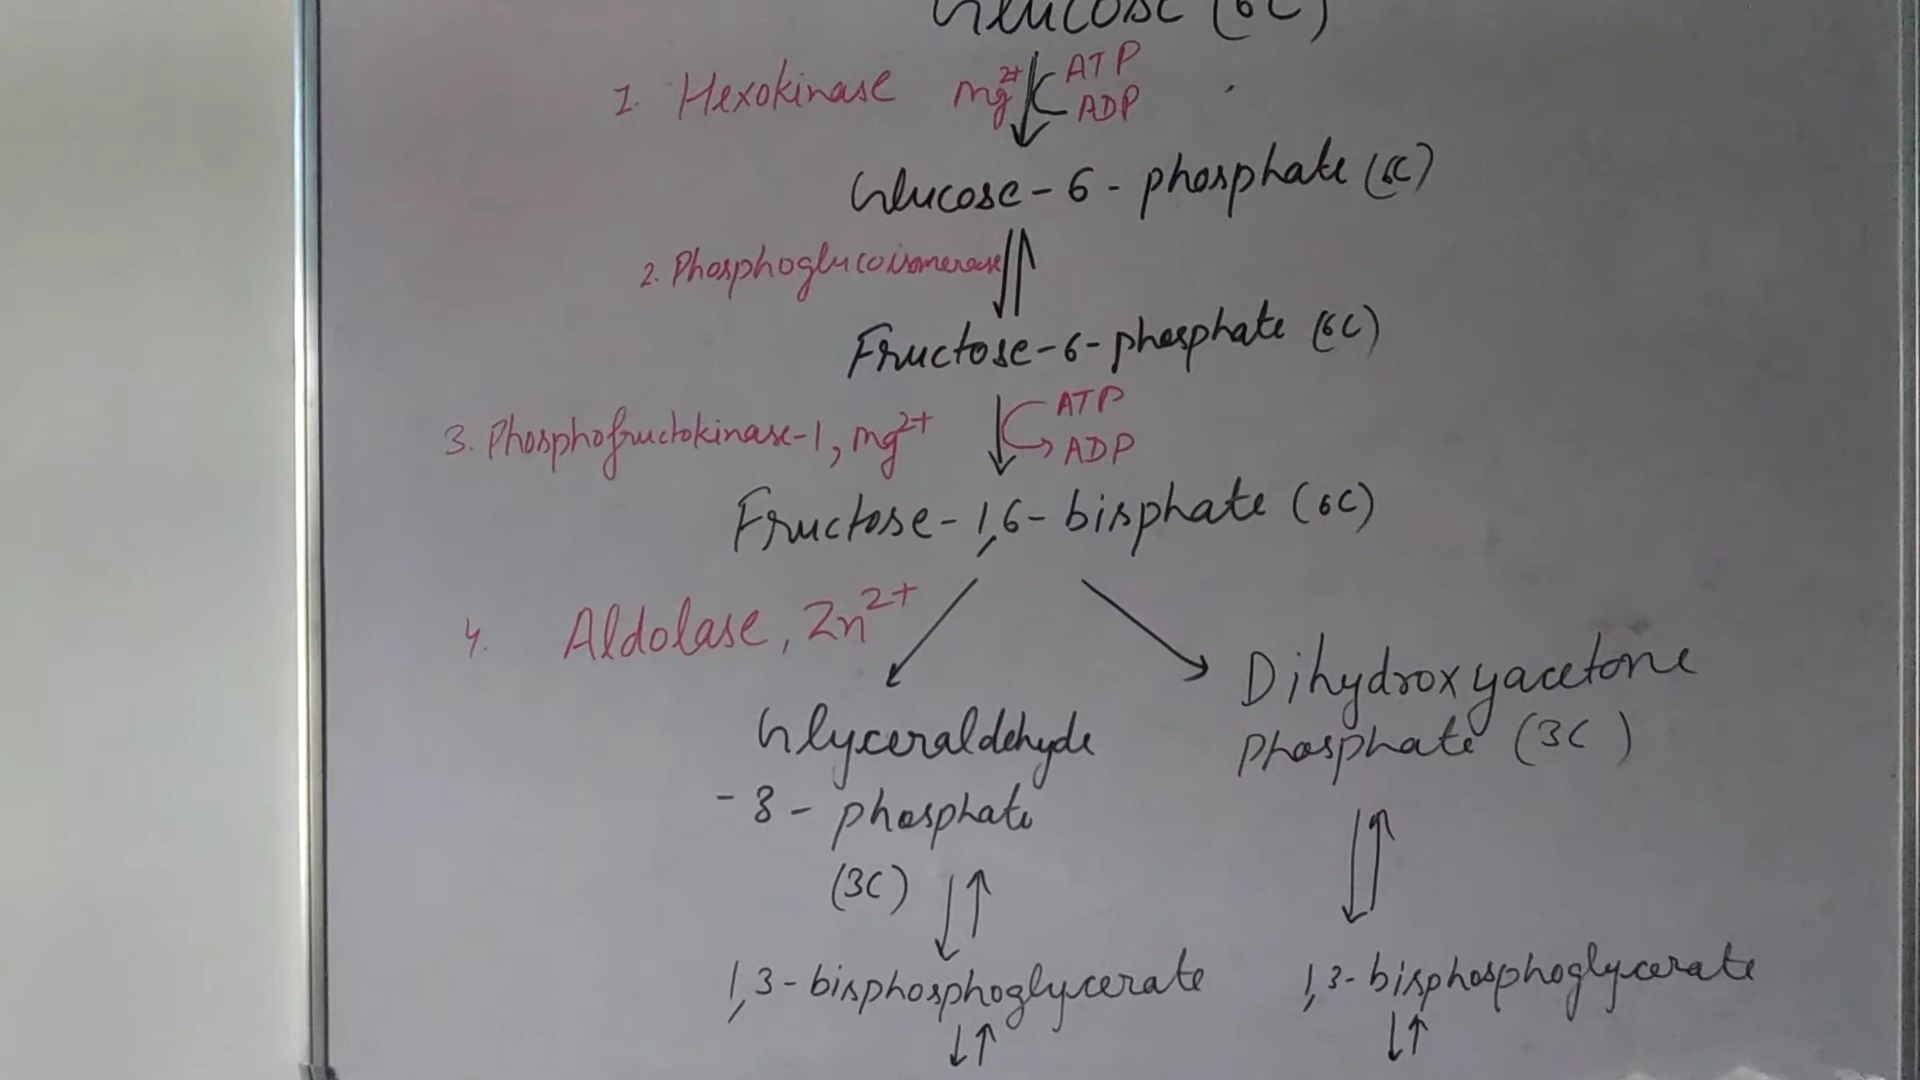 Glucose (6C)
1. Hexokinase mg2+ ATP
ADP
Glucose-6-phosphate (6C)
2. Phosphoglucoisomerase
Fructose-6-phosphate (6C)
3. Phosphofructokinase-1, mg2+ ATP
ADP
Fructose-1,6-bisphate (6C)
4. Aldolase, Zn2+
Glyceraldehyde
-3-phosphate
(3C)
Dihydroxyacetone
phosphate (3C)
1,3-bisphosphoglycerate
1,3-bisphosphoglycerate